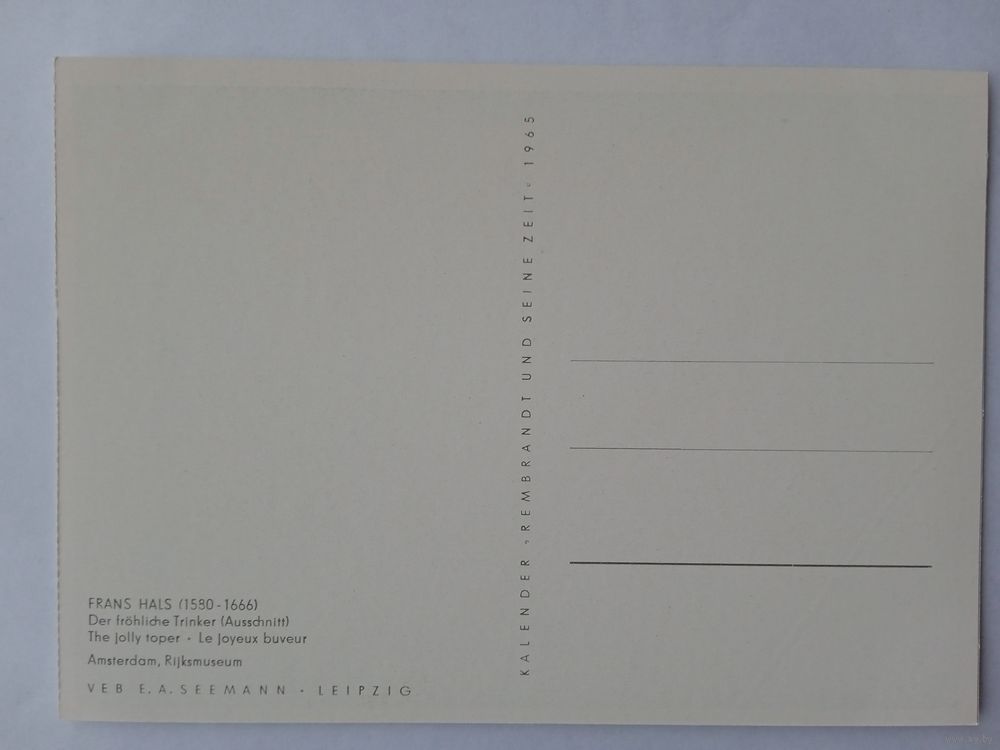 FRANS HALS (1580-1666)
Der fröhliche Trinker (Ausschnitt)
The jolly toper · Le joyeux buveur
Amsterdam, Rijksmuseum
VEB E.A.SEEMANN · LEIPZIG
KALENDER „REMBRANDT UND SEINE ZEIT“ 1965